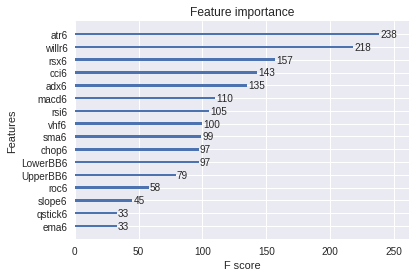 Feature importance
Features
atr6 238
willr6 218
rsx6 157
cci6 143
adx6 135
macd6 110
rsi6 105
vhf6 100
sma6 99
chop6 97
LowerBB6 97
UpperBB6 79
roc6 58
slope6 45
qstick6 33
ema6 33
0 50 100 150 200 250
F score